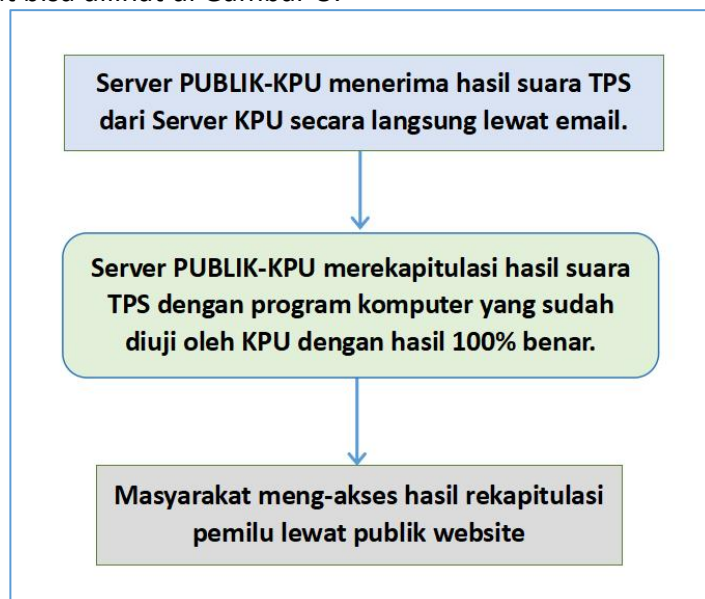 Server PUBLIK-KPU menerima hasil suara TPS
dari Server KPU secara langsung lewat email.
Server PUBLIK-KPU merekapitulasi hasil suara
TPS dengan program komputer yang sudah
diuji oleh KPU dengan hasil 100% benar.
Masyarakat meng-akses hasil rekapitulasi
pemilu lewat publik website